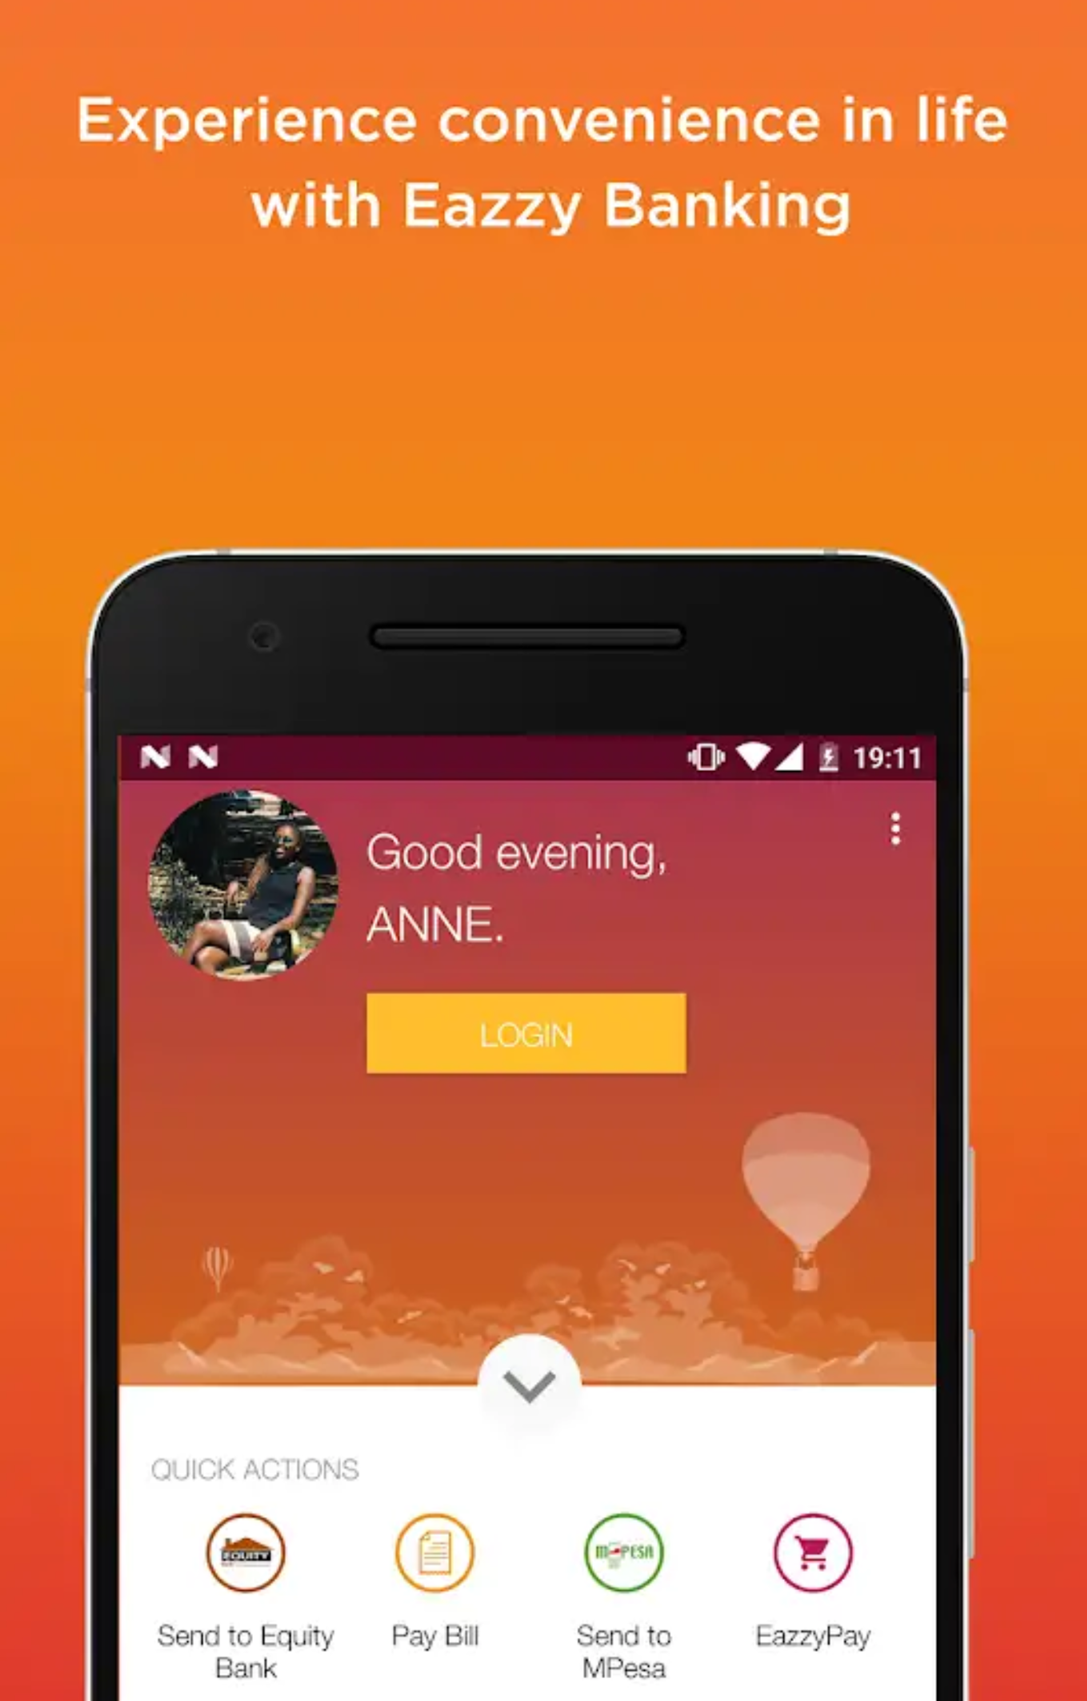 Experience convenience in life
with Eazzy Banking
19:11
Good evening,
ANNE.
LOGIN
QUICK ACTIONS
EQUITY
M-PESA
Send to Equity
Bank
Pay Bill
Send to
MPesa
EazzyPay